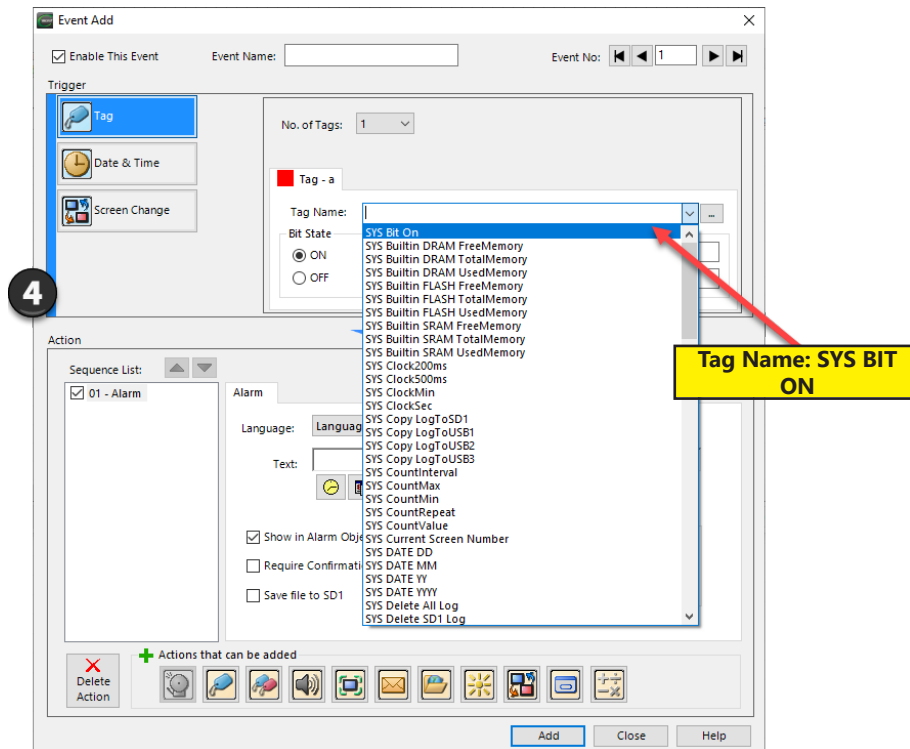 Event Add
Enable This Event
Event Name:
Event No:
1
Trigger
Tag
Date & Time
Screen Change
No. of Tags:
1
Tag - a
Tag Name:
...
Bit State
ON
OFF
SYS Bit On
SYS Builtin DRAM FreeMemory
SYS Builtin DRAM TotalMemory
SYS Builtin DRAM UsedMemory
SYS Builtin FLASH FreeMemory
SYS Builtin FLASH TotalMemory
SYS Builtin FLASH UsedMemory
SYS Builtin SRAM FreeMemory
SYS Builtin SRAM TotalMemory
SYS Builtin SRAM UsedMemory
SYS Clock200ms
SYS Clock500ms
SYS ClockMin
SYS ClockSec
SYS Copy LogToSD1
SYS Copy LogToUSB1
SYS Copy LogToUSB2
SYS Copy LogToUSB3
SYS CountInterval
SYS CountMax
SYS CountMin
SYS CountRepeat
SYS CountValue
SYS Current Screen Number
SYS DATE DD
SYS DATE MM
SYS DATE YY
SYS DATE YYYY
SYS Delete All Log
SYS Delete SD1 Log
4
Tag Name: SYS BIT
ON
Action
Sequence List:
01 - Alarm
Alarm
Language:
Languag
Text:
Show in Alarm Obje
Require Confirmati
Save file to SD1
Delete
Action
Actions that can be added
Add
Close
Help